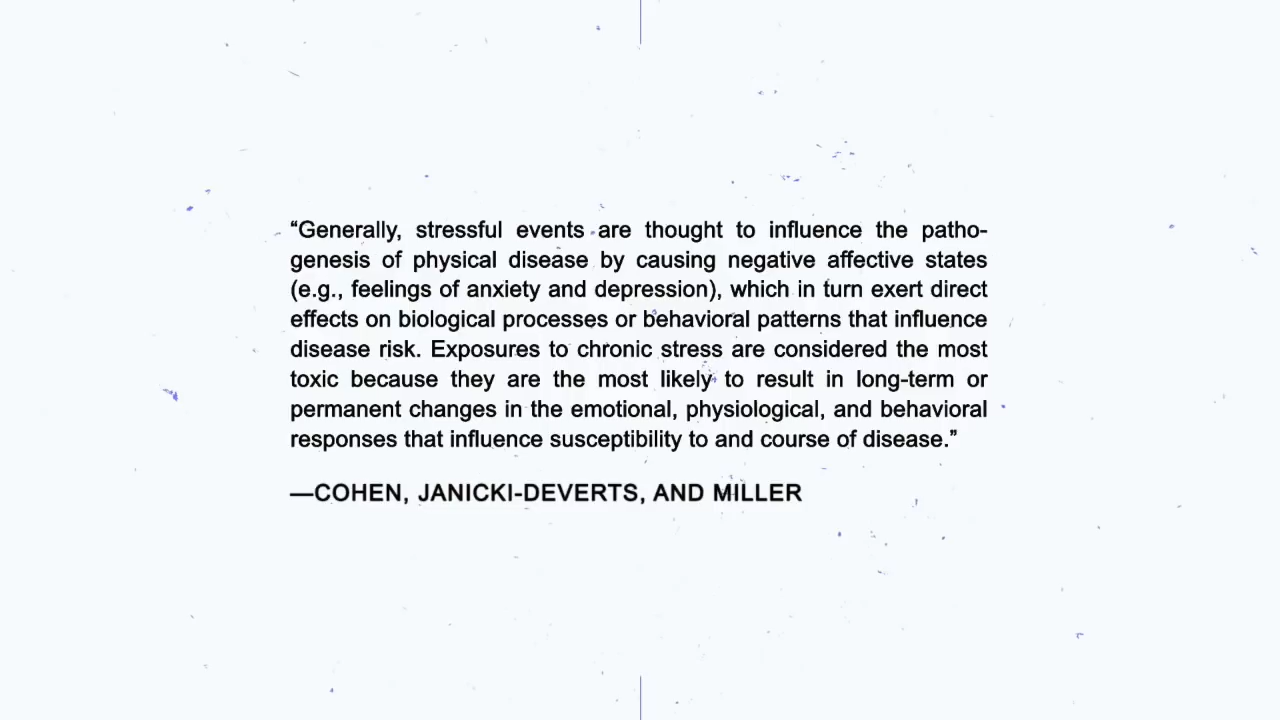 “Generally, stressful events are thought to influence the patho-
genesis of physical disease by causing negative affective states
(e.g., feelings of anxiety and depression), which in turn exert direct
effects on biological processes or behavioral patterns that influence
disease risk. Exposures to chronic stress are considered the most
toxic because they are the most likely to result in long-term or
permanent changes in the emotional, physiological, and behavioral
responses that influence susceptibility to and course of disease.”
—COHEN, JANICKI-DEVERTS, AND MILLER